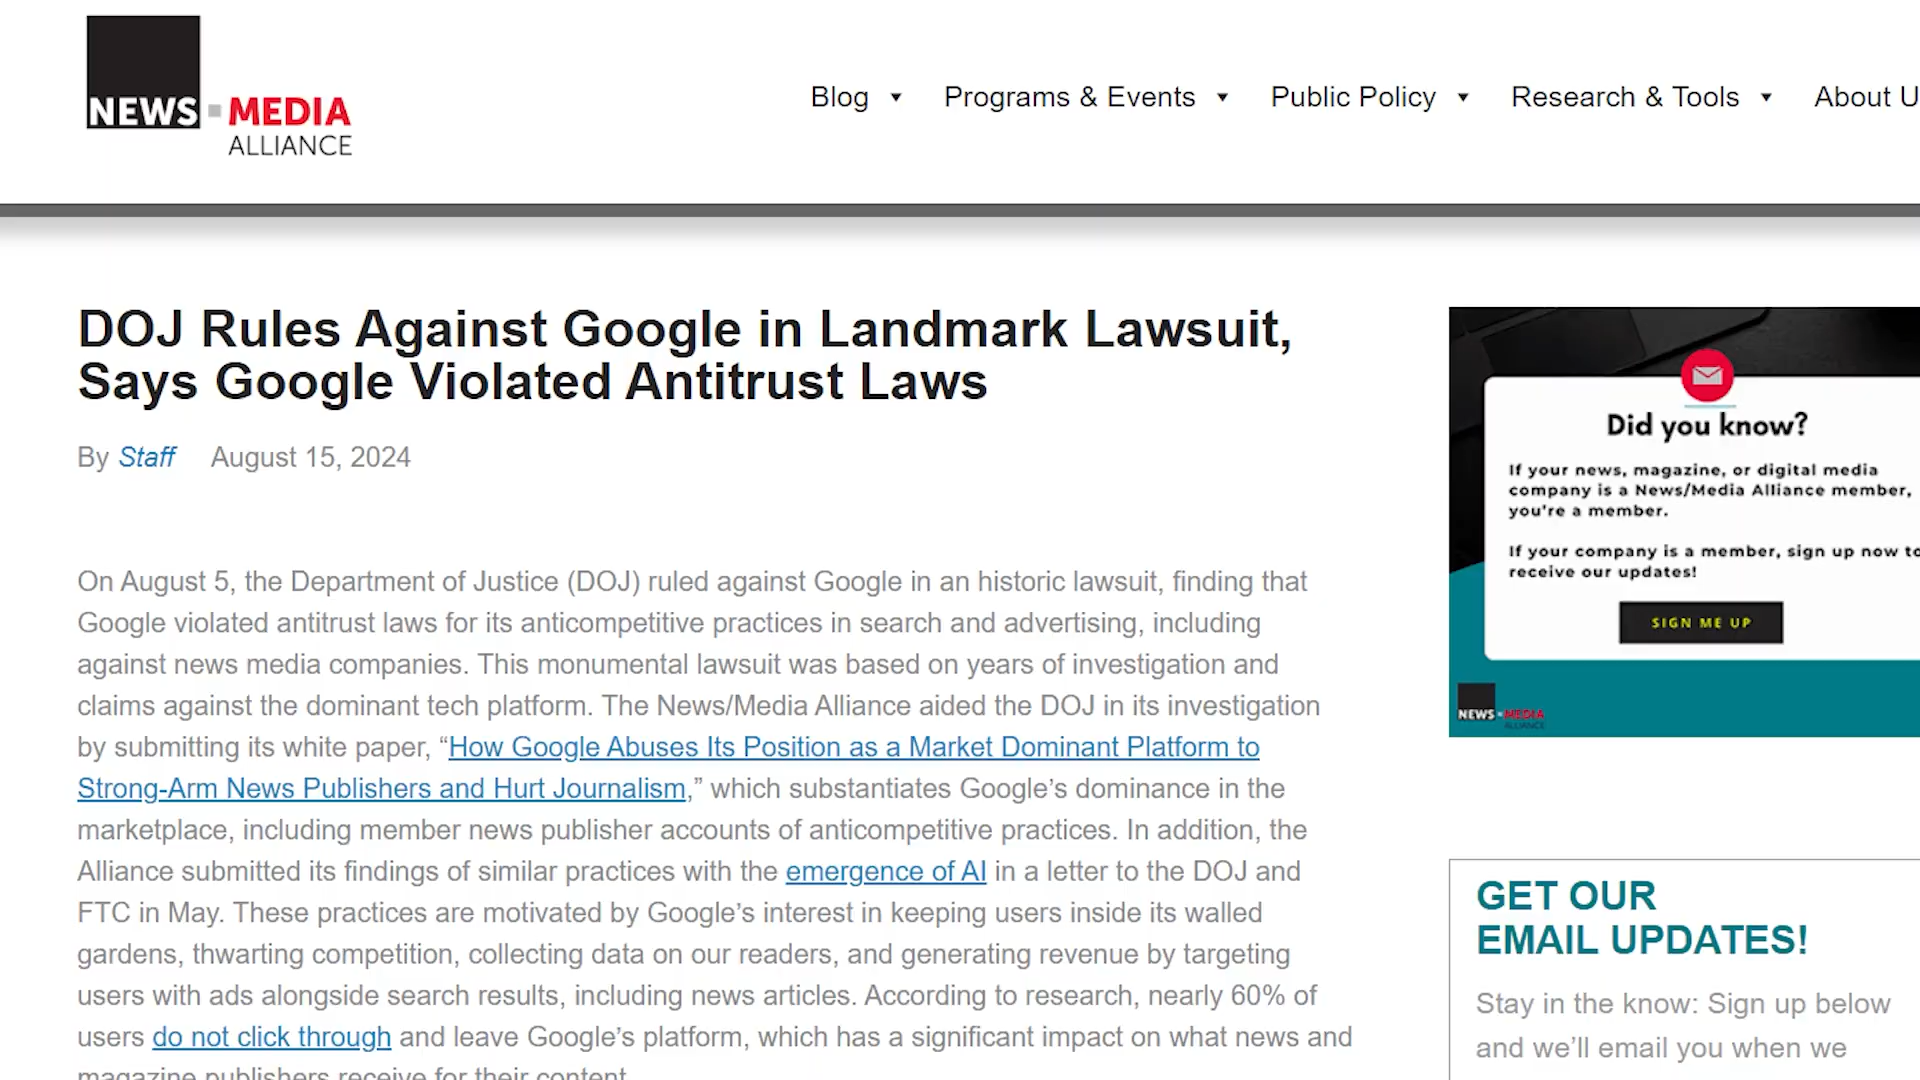 NEWS MEDIA
ALLIANCE
Blog Programs & Events Public Policy Research & Tools About U
DOJ Rules Against Google in Landmark Lawsuit,
Says Google Violated Antitrust Laws
By Staff August 15, 2024
On August 5, the Department of Justice (DOJ) ruled against Google in an historic lawsuit, finding that
Google violated antitrust laws for its anticompetitive practices in search and advertising, including
against news media companies. This monumental lawsuit was based on years of investigation and
claims against the dominant tech platform. The News/Media Alliance aided the DOJ in its investigation
by submitting its white paper, “How Google Abuses Its Position as a Market Dominant Platform to
Strong-Arm News Publishers and Hurt Journalism,” which substantiates Google’s dominance in the
marketplace, including member news publisher accounts of anticompetitive practices. In addition, the
Alliance submitted its findings of similar practices with the emergence of AI in a letter to the DOJ and
FTC in May. These practices are motivated by Google’s interest in keeping users inside its walled
gardens, thwarting competition, collecting data on our readers, and generating revenue by targeting
users with ads alongside search results, including news articles. According to research, nearly 60% of
users do not click through and leave Google’s platform, which has a significant impact on what news and
magazine publishers receive for their content.
Did you know?
If your news, magazine, or digital media
company is a News/Media Alliance member,
you're a member.
If your company is a member, sign up now to
receive our updates!
SIGN ME UP
NEWS MEDIA
ALLIANCE
GET OUR
EMAIL UPDATES!
Stay in the know: Sign up below
and we’ll email you when we